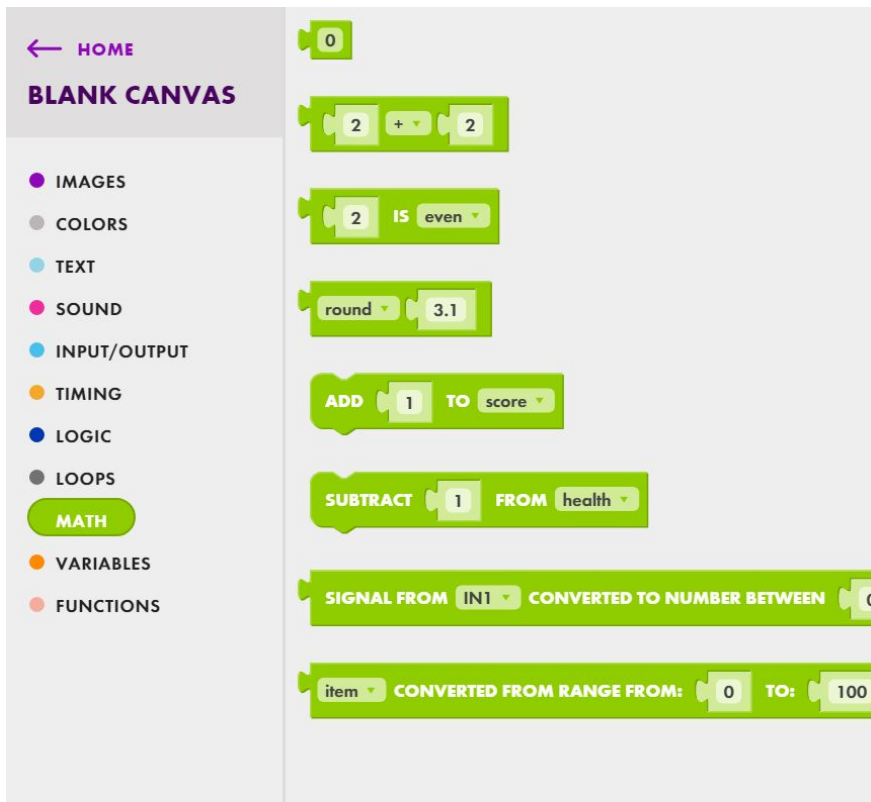 ← HOME
BLANK CANVAS
IMAGES
COLORS
TEXT
SOUND
INPUT/OUTPUT
TIMING
LOGIC
LOOPS
MATH
VARIABLES
FUNCTIONS
0
2 + 2
2 IS even
round 3.1
ADD 1 TO score
SUBTRACT 1 FROM health
SIGNAL FROM IN1 CONVERTED TO NUMBER BETWEEN
item CONVERTED FROM RANGE FROM: 0 TO: 100